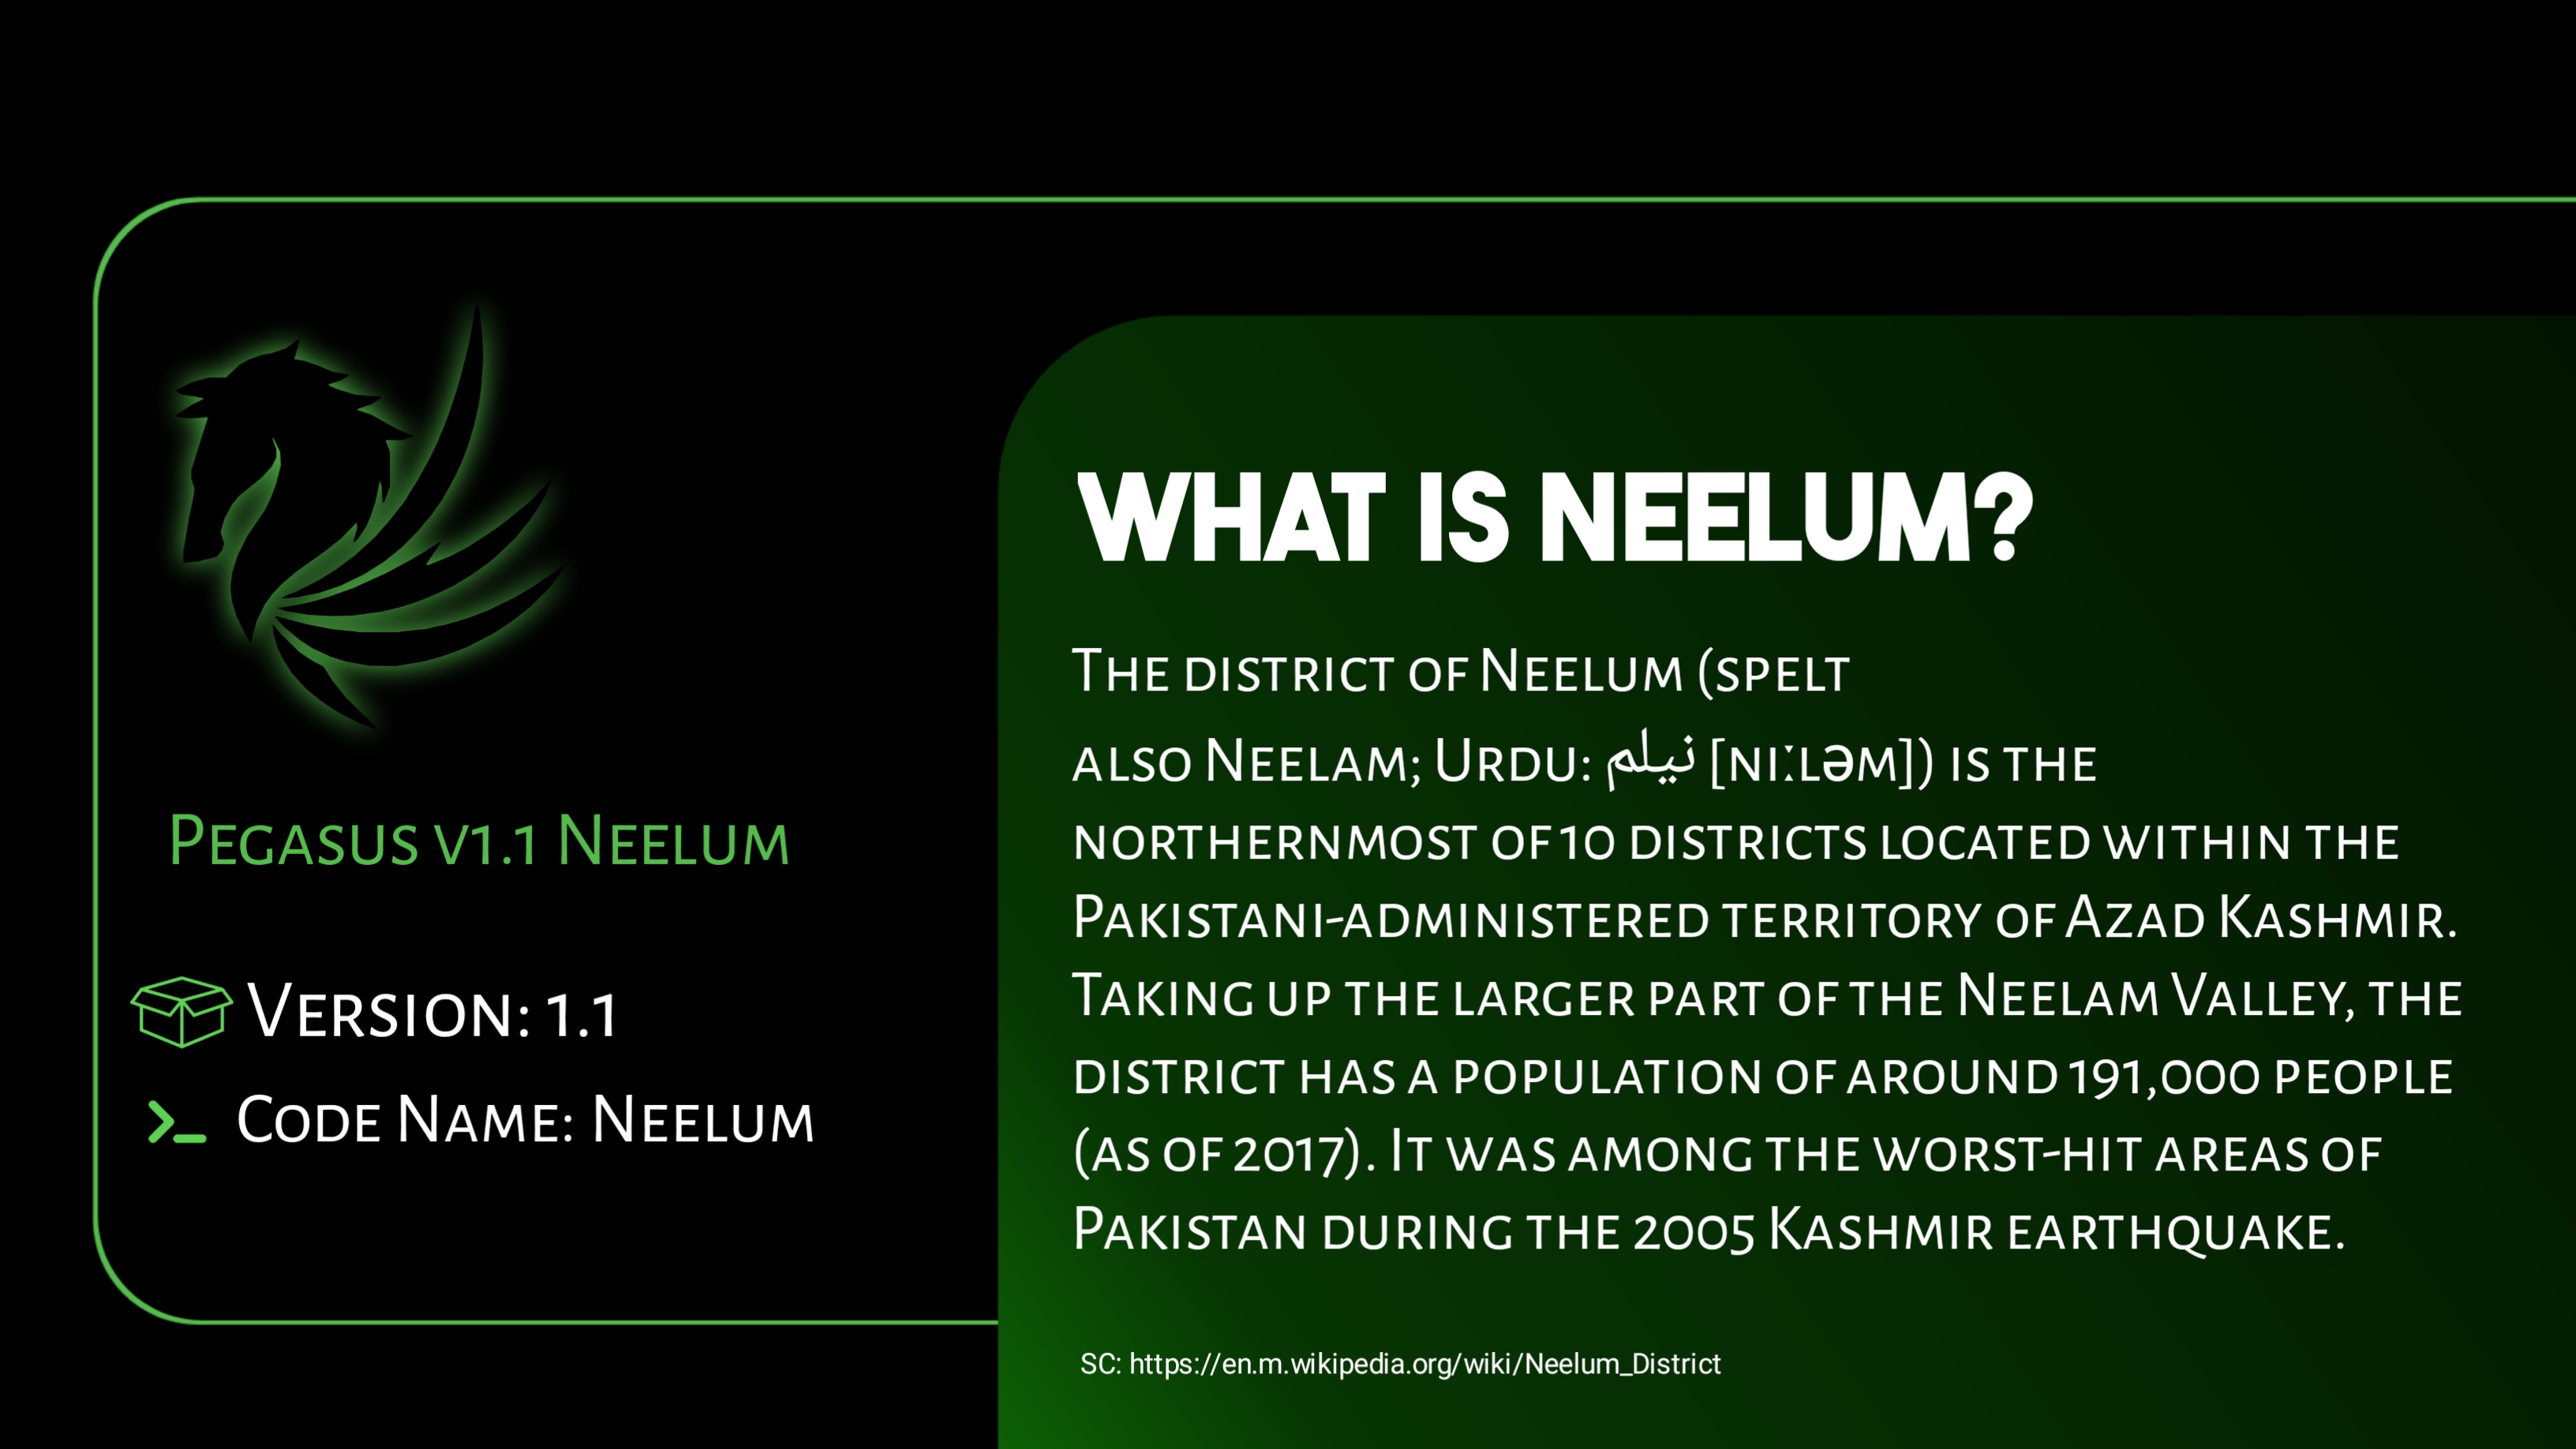 Pegasus v1.1 Neelum
Version: 1.1
Code Name: Neelum
WHAT IS NEELUM?
The district of Neelum (spelt
also Neelam; Urdu: نیلم [niːləm]) is the
northernmost of 10 districts located within the
Pakistani-administered territory of Azad Kashmir.
Taking up the larger part of the Neelam Valley, the
district has a population of around 191,000 people
(as of 2017). It was among the worst-hit areas of
Pakistan during the 2005 Kashmir earthquake.
SC: https://en.m.wikipedia.org/wiki/Neelum_District